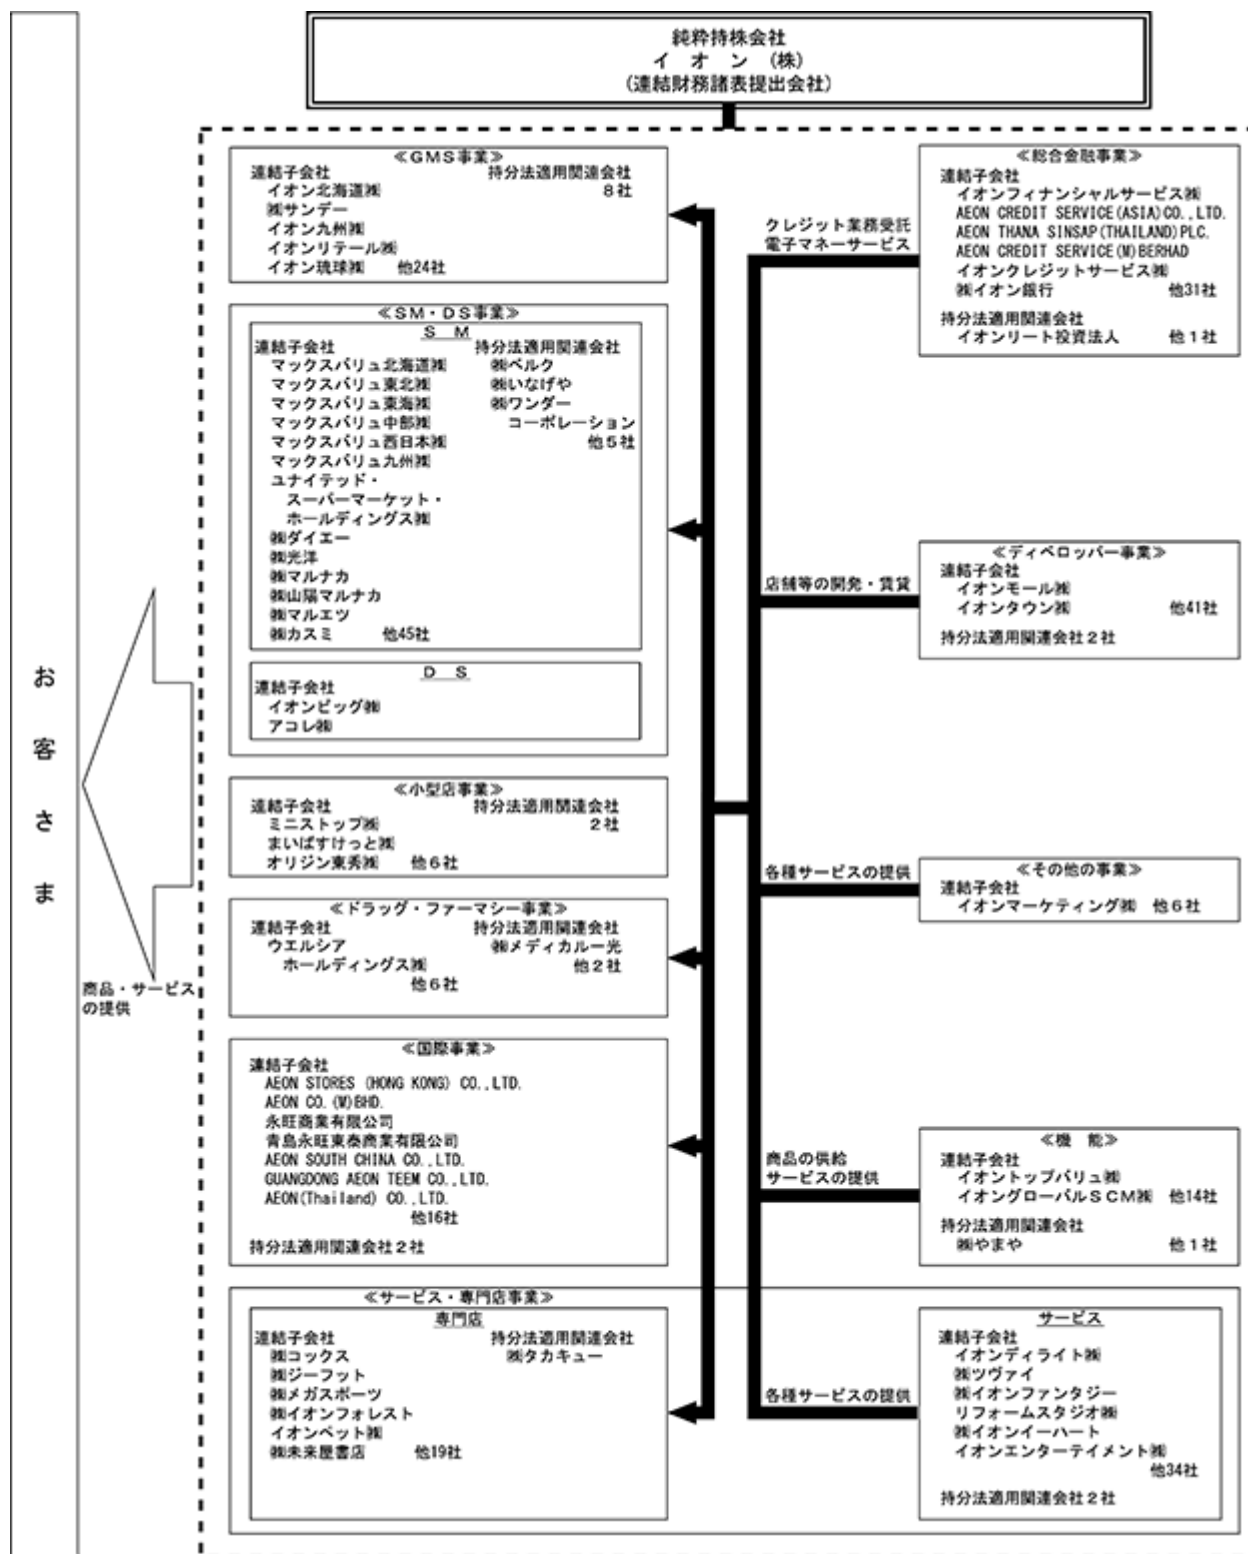 純粋持株会社
イオン（株）
（連結財務諸表提出会社）
お客さま
商品・サービス
の提供
≪ＧＭＳ事業≫
連結子会社　持分法適用関連会社
イオン北海道㈱　８社
㈱サンデー
イオン九州㈱
イオンリテール㈱
イオン琉球㈱　他24社
≪ＳＭ・ＤＳ事業≫
ＳＭ
連結子会社　持分法適用関連会社
マックスバリュ北海道㈱　㈱ベルク
マックスバリュ東北㈱　㈱いなげや
マックスバリュ東海㈱　㈱ワンダー
マックスバリュ中部㈱　コーポレーション
マックスバリュ西日本㈱　他５社
マックスバリュ九州㈱
ユナイテッド・
スーパーマーケット・
ホールディングス㈱
㈱ダイエー
㈱光洋
㈱マルナカ
㈱山陽マルナカ
㈱マルエツ
㈱カスミ　他45社
ＤＳ
連結子会社
イオンビッグ㈱
アコレ㈱
≪小型店事業≫
連結子会社　持分法適用関連会社
ミニストップ㈱　２社
まいばすけっと㈱
オリジン東秀㈱　他６社
≪ドラッグ・ファーマシー事業≫
連結子会社　持分法適用関連会社
ウエルシア　㈱メディカル一光
ホールディングス㈱　他２社
他６社
≪国際事業≫
連結子会社
AEON STORES (HONG KONG) CO.,LTD.
AEON CO.(M)BHD.
永旺商業有限公司
青島永旺東泰商業有限公司
AEON SOUTH CHINA CO.,LTD.
GUANGDONG AEON TEEM CO.,LTD.
AEON(Thailand) CO.,LTD.
他16社
持分法適用関連会社２社
≪サービス・専門店事業≫
専門店
連結子会社　持分法適用関連会社
㈱コックス　㈱タカキュー
㈱ジーフット
㈱メガスポーツ
㈱イオンフォレスト
イオンペット㈱
㈱未来屋書店　他19社
クレジット業務受託
電子マネーサービス
≪総合金融事業≫
連結子会社
イオンフィナンシャルサービス㈱
AEON CREDIT SERVICE(ASIA)CO.,LTD.
AEON THANA SINSAP(THAILAND)PLC.
AEON CREDIT SERVICE(M)BERHAD
イオンクレジットサービス㈱
㈱イオン銀行　他31社
持分法適用関連会社
イオンリート投資法人　他１社
店舗等の開発・賃貸
≪ディベロッパー事業≫
連結子会社
イオンモール㈱
イオンタウン㈱　他41社
持分法適用関連会社２社
各種サービスの提供
≪その他の事業≫
連結子会社
イオンマーケティング㈱　他６社
商品の供給
サービスの提供
≪機能≫
連結子会社
イオントップバリュ㈱
イオングローバルＳＣＭ㈱　他14社
持分法適用関連会社
㈱やまや　他１社
各種サービスの提供
サービス
連結子会社
イオンディライト㈱
㈱ツヴァイ
㈱イオンファンタジー
リフォームスタジオ㈱
㈱イオンイーハート
イオンエンターテイメント㈱
他34社
持分法適用関連会社２社